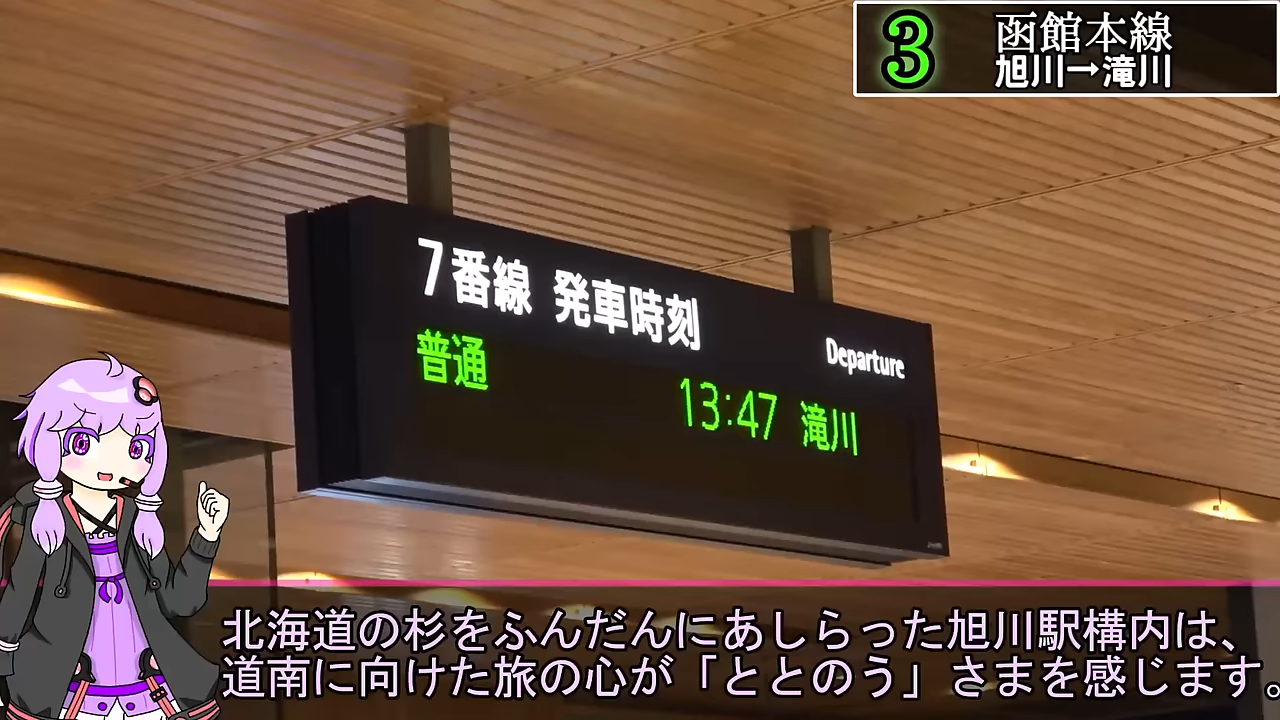 3
函館本線
旭川→滝川
7番線 発車時刻
Departure
普通
13:47 滝川
北海道の杉をふんだんにあしらった旭川駅構内は、
道南に向けた旅の心が「ととのう」さまを感じます。